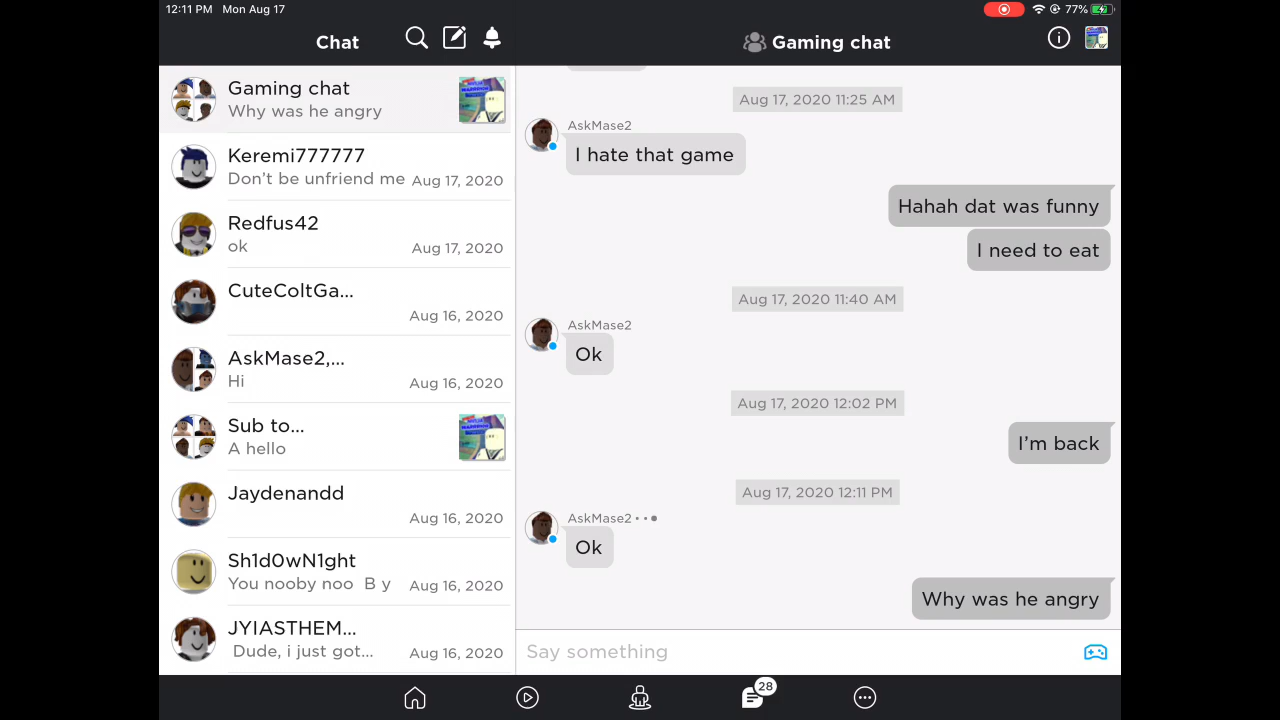 12:11 PM Mon Aug 17
77%
Chat
Gaming chat
Gaming chat
Why was he angry
Keremi777777
Don't be unfriend me Aug 17, 2020
Redfus42
ok Aug 17, 2020
CuteColtGa...
Aug 16, 2020
AskMase2,...
Hi Aug 16, 2020
Sub to...
A hello
Jaydenandd
Aug 16, 2020
Sh1d0wN1ght
You nooby noo B y Aug 16, 2020
JYIASTHEM...
Dude, i just got... Aug 16, 2020
Aug 17, 2020 11:25 AM
AskMase2
I hate that game
Hahah dat was funny
I need to eat
Aug 17, 2020 11:40 AM
AskMase2
Ok
Aug 17, 2020 12:02 PM
I'm back
Aug 17, 2020 12:11 PM
AskMase2
Ok
Why was he angry
Say something
28